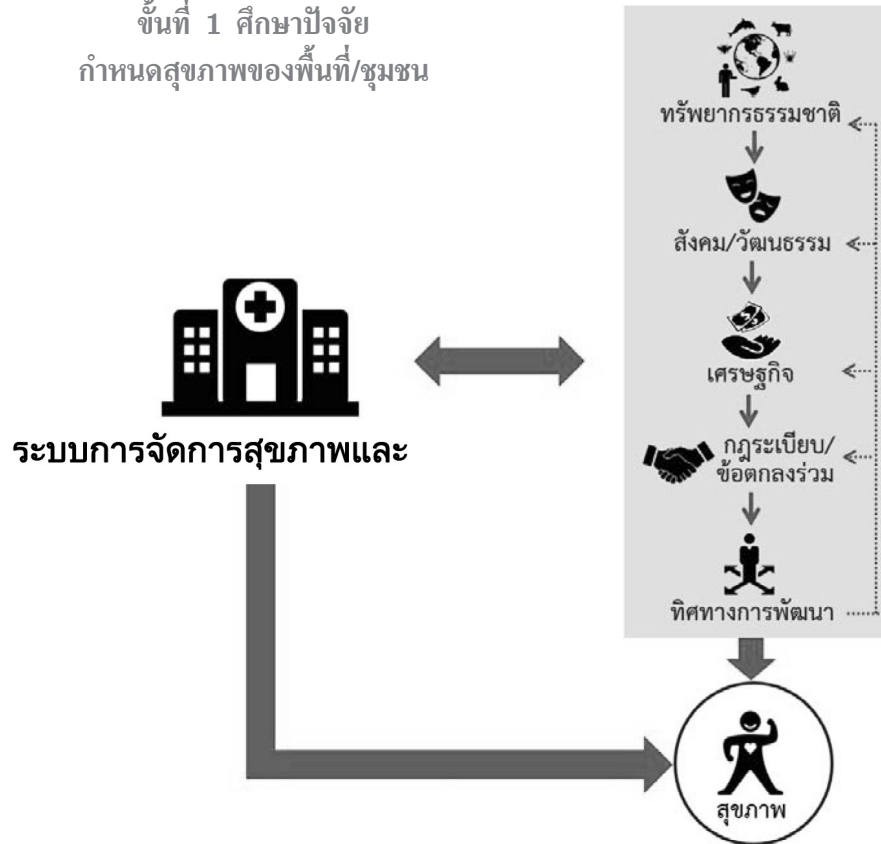 ขั้นที่ 1 ศึกษาปัจจัย
กำหนดสุขภาพของพื้นที่/ชุมชน
ทรัพยากรธรรมชาติ
สังคม/วัฒนธรรม
เศรษฐกิจ
กฎระเบียบ/
ข้อตกลงร่วม
ทิศทางการพัฒนา
ระบบการจัดการสุขภาพและ
สุขภาพ